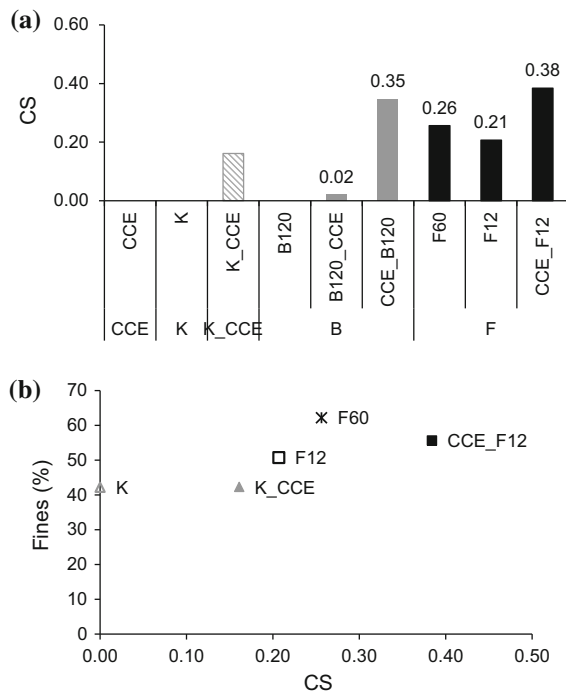 (a)
0.60
0.40
0.20
0.00
CS
0.02
0.35
0.26
0.21
0.38
CCE
K
K_CCE
B120
B120_CCE
CCE_B120
F60
F12
CCE_F12
CCE
K
K_CCE
B
F
(b)
70
60
50
40
30
20
10
0
Fines (%)
F60
CCE_F12
F12
K
K_CCE
0.00 0.10 0.20 0.30 0.40 0.50
CS